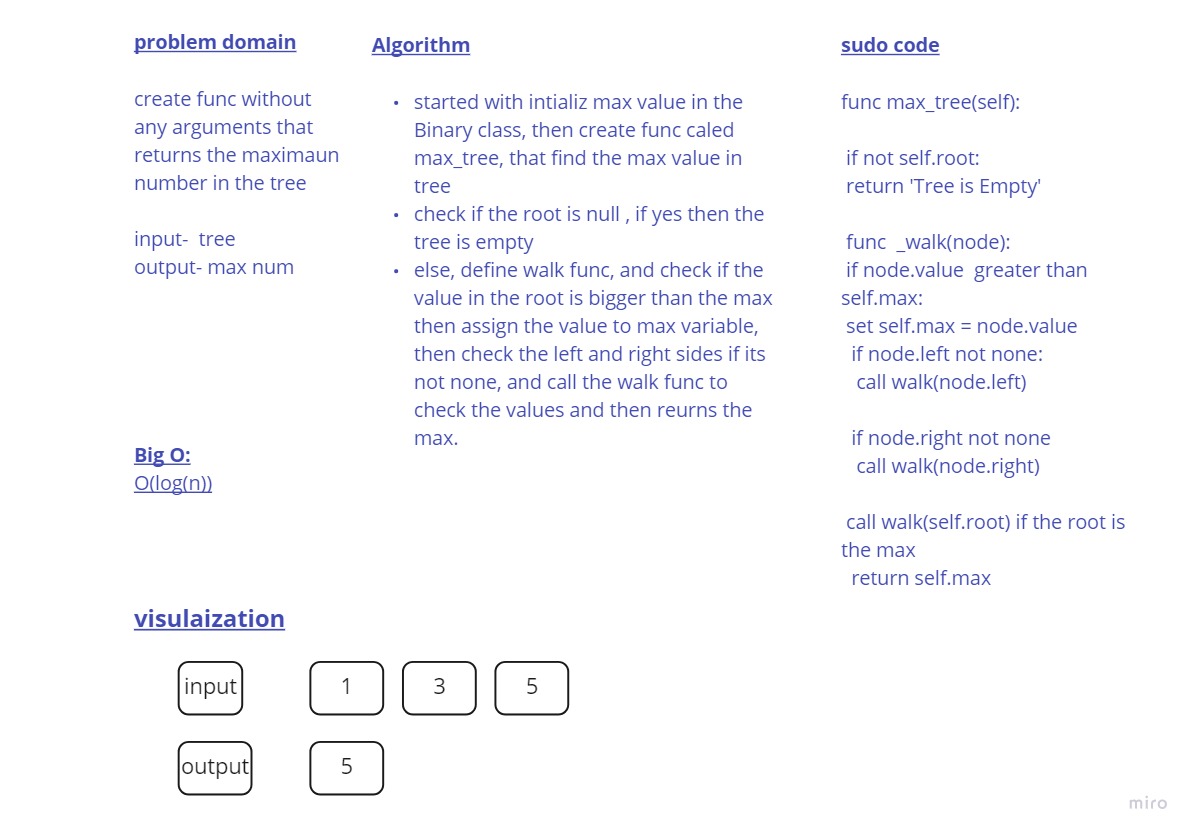 problem domain
create func without
any arguments that
returns the maximaun
number in the tree
input- tree
output- max num
Big O:
O(log(n))
Algorithm
• started with intializ max value in the
Binary class, then create func caled
max_tree, that find the max value in
tree
• check if the root is null , if yes then the
tree is empty
• else, define walk func, and check if the
value in the root is bigger than the max
then assign the value to max variable,
then check the left and right sides if its
not none, and call the walk func to
check the values and then reurns the
max.
sudo code
func max_tree(self):
if not self.root:
return 'Tree is Empty'
func _walk(node):
if node.value greater than
self.max:
set self.max = node.value
if node.left not none:
call walk(node.left)
if node.right not none
call walk(node.right)
call walk(self.root) if the root is
the max
return self.max
visulaization
input 1 3 5
output 5
miro